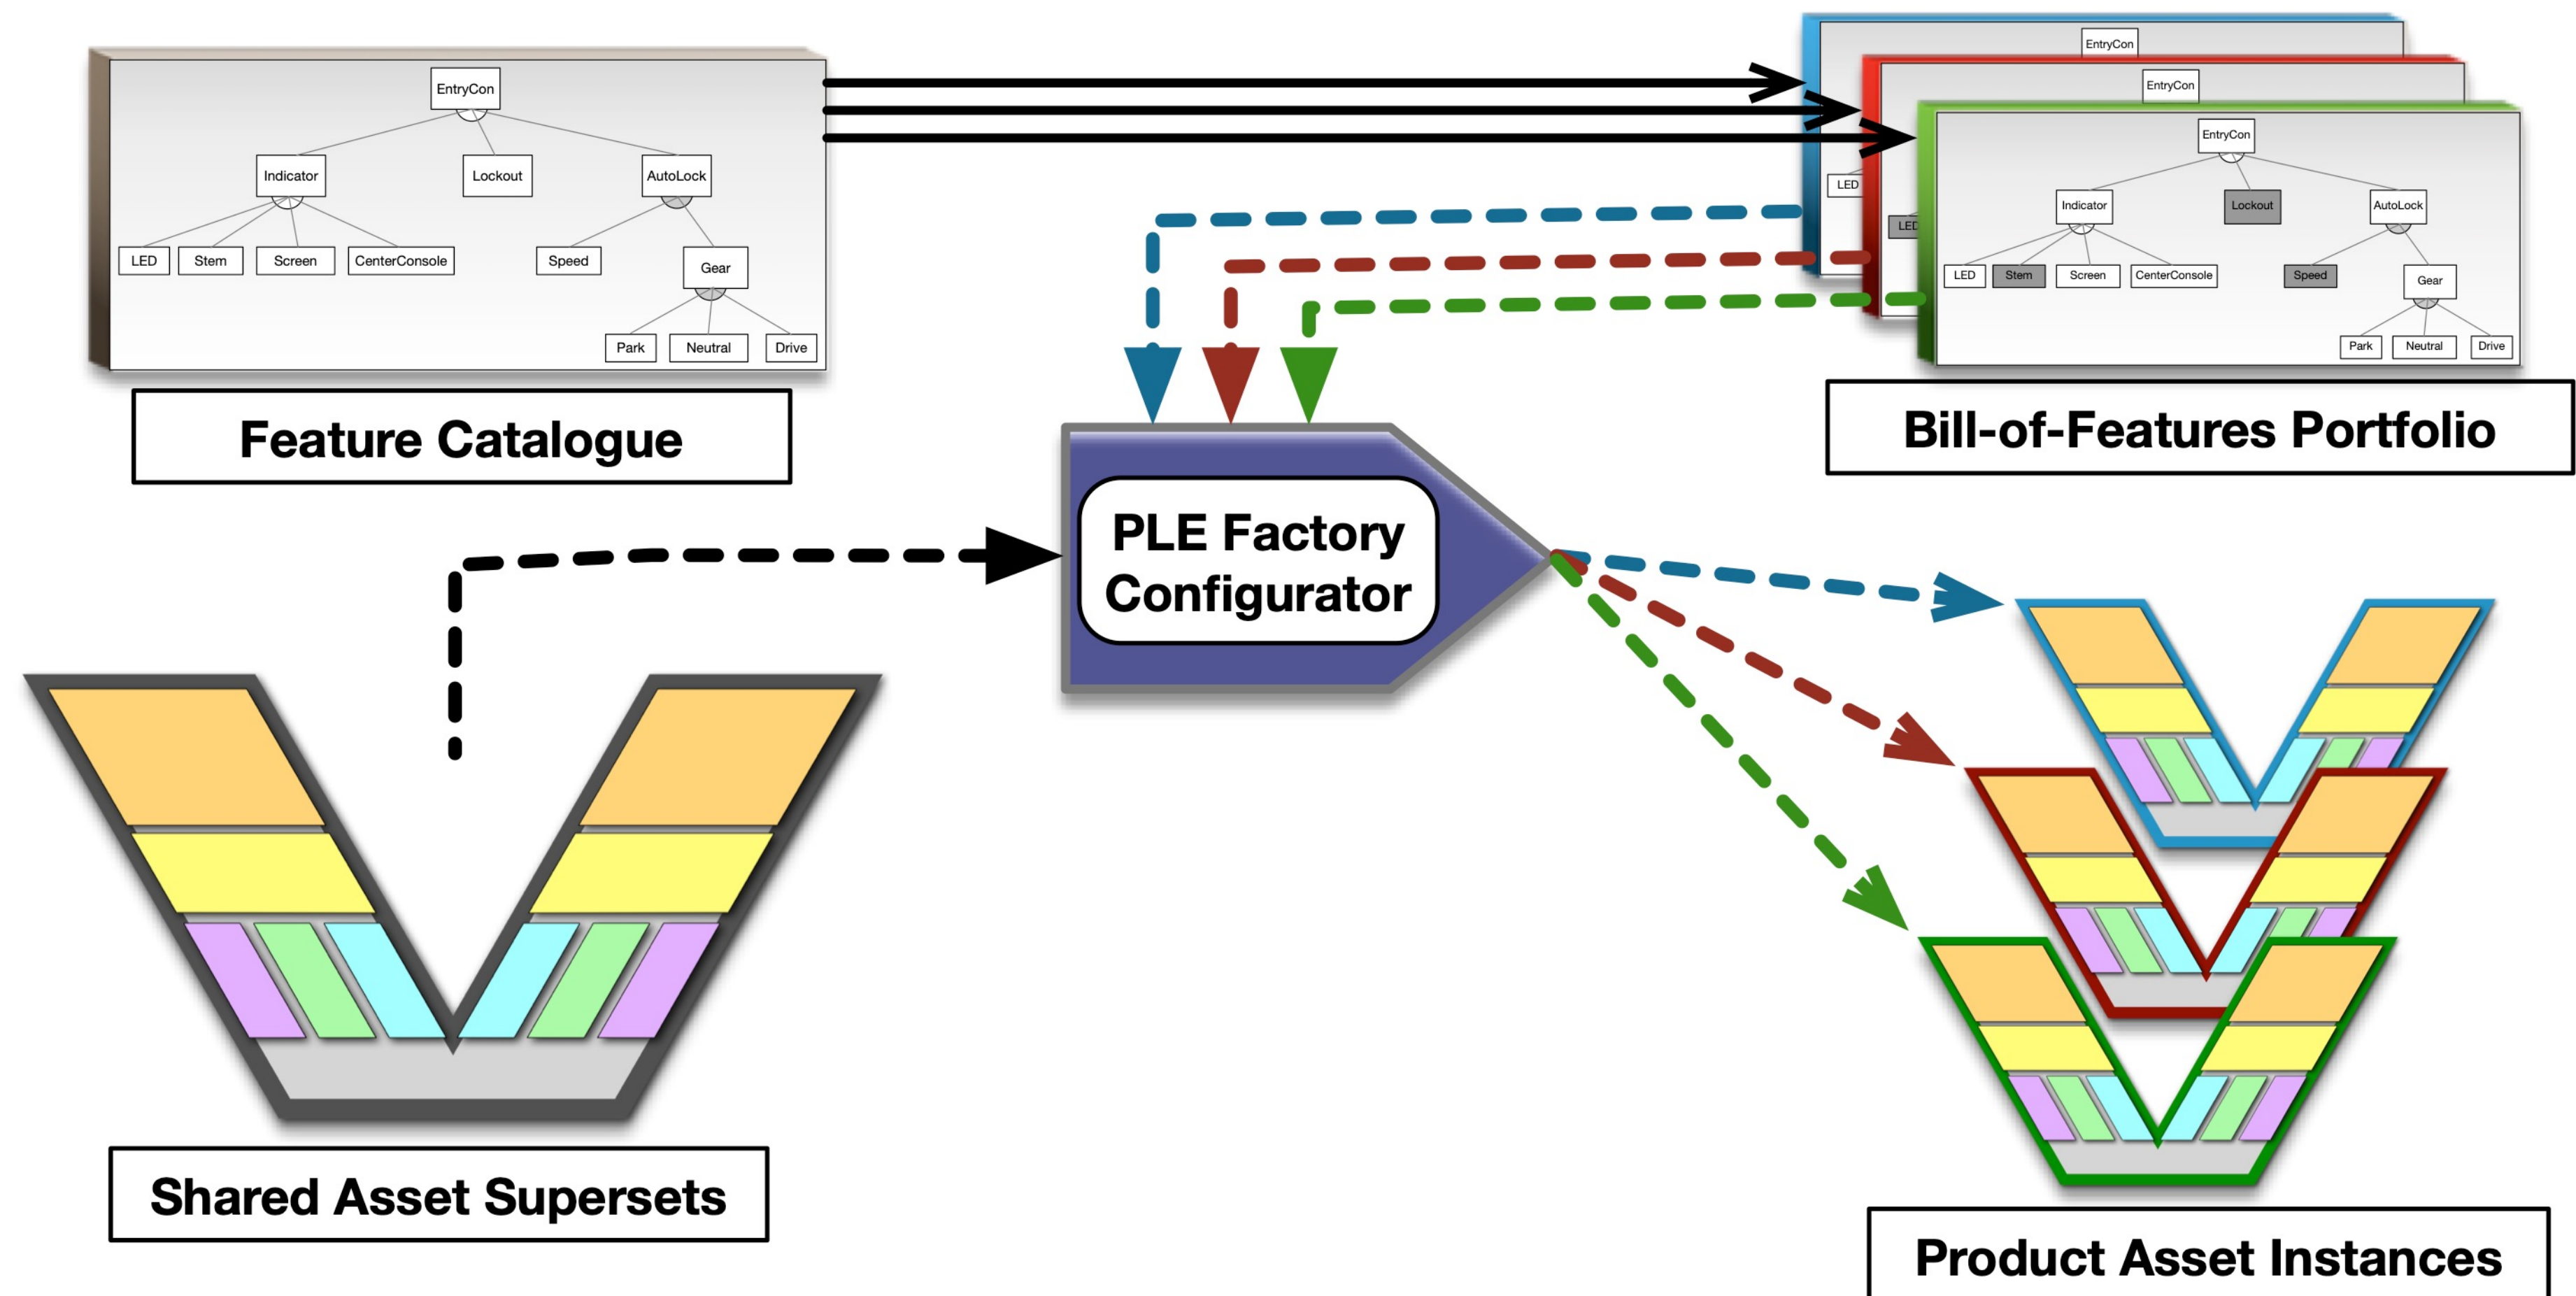 EntryCon
Indicator
Lockout
AutoLock
LED
Stem
Screen
CenterConsole
Speed
Gear
Park
Neutral
Drive
Feature Catalogue
EntryCon
LED
EntryCon
LED
EntryCon
Indicator
Lockout
AutoLock
LED
Stem
Screen
CenterConsole
Speed
Gear
Park
Neutral
Drive
Bill-of-Features Portfolio
PLE Factory
Configurator
Shared Asset Supersets
Product Asset Instances